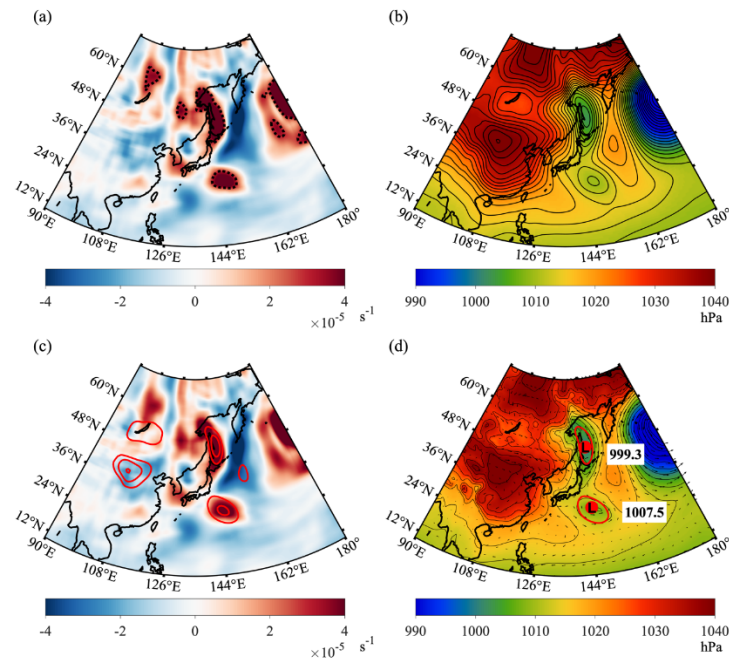 (a)
(b)
60°N
48°N
36°N
24°N
12°N
90°E
108°E
126°E
144°E
162°E
180°
60°N
48°N
36°N
24°N
12°N
90°E
108°E
126°E
144°E
162°E
180°
-4
-2
0
2
4
×10⁻⁵ s⁻¹
990
1000
1010
1020
1030
1040
hPa
(c)
(d)
60°N
48°N
36°N
24°N
12°N
90°E
108°E
126°E
144°E
162°E
180°
60°N
48°N
36°N
24°N
12°N
90°E
108°E
126°E
144°E
162°E
180°
999.3
L
1007.5
-4
-2
0
2
4
×10⁻⁵ s⁻¹
990
1000
1010
1020
1030
1040
hPa